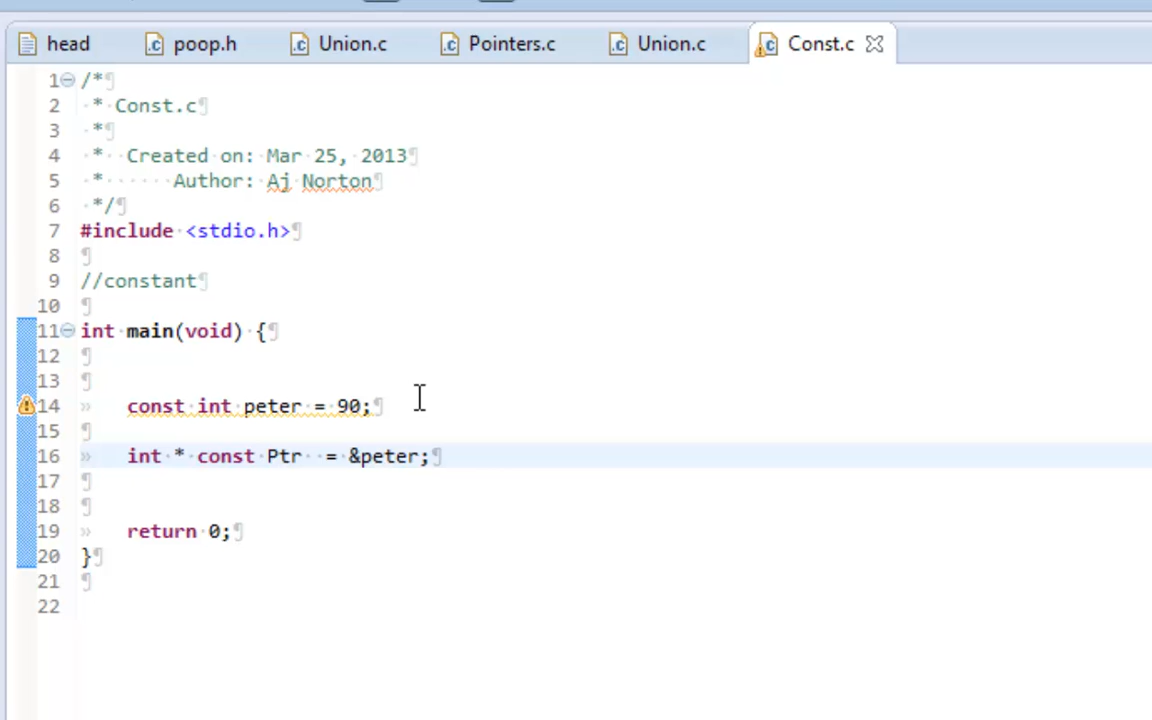 head poop.h Union.c Pointers.c Union.c Const.c
1 /*¶
2 * Const.c¶
3 *¶
4 * Created on: Mar 25, 2013¶
5 * Author: Aj Norton¶
6 */¶
7 #include <stdio.h>¶
8 ¶
9 //constant¶
10 ¶
11 int main(void) {¶
12 ¶
13 ¶
14 » const int peter = 90;¶
15 ¶
16 » int * const Ptr = &peter;¶
17 ¶
18 ¶
19 » return 0;¶
20 }¶
21 ¶
22